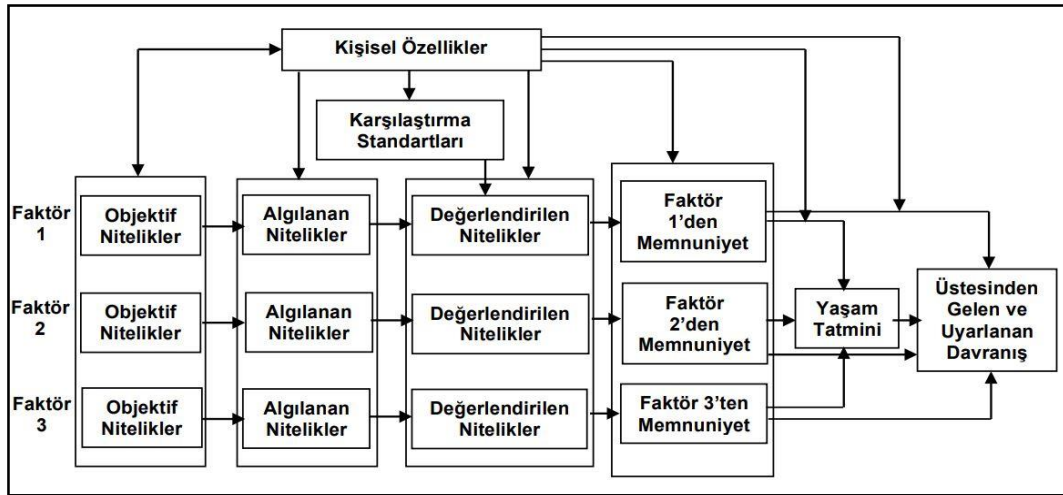 Kişisel Özellikler
Karşılaştırma
Standartları
Faktör
1
Objektif
Nitelikler
Algılanan
Nitelikler
Değerlendirilen
Nitelikler
Faktör
1’den
Memnuniyet
Faktör
2
Objektif
Nitelikler
Algılanan
Nitelikler
Değerlendirilen
Nitelikler
Faktör
2’den
Memnuniyet
Yaşam
Tatmini
Üstesinden
Gelen ve
Uyarlanan
Davranış
Faktör
3
Objektif
Nitelikler
Algılanan
Nitelikler
Değerlendirilen
Nitelikler
Faktör 3’ten
Memnuniyet